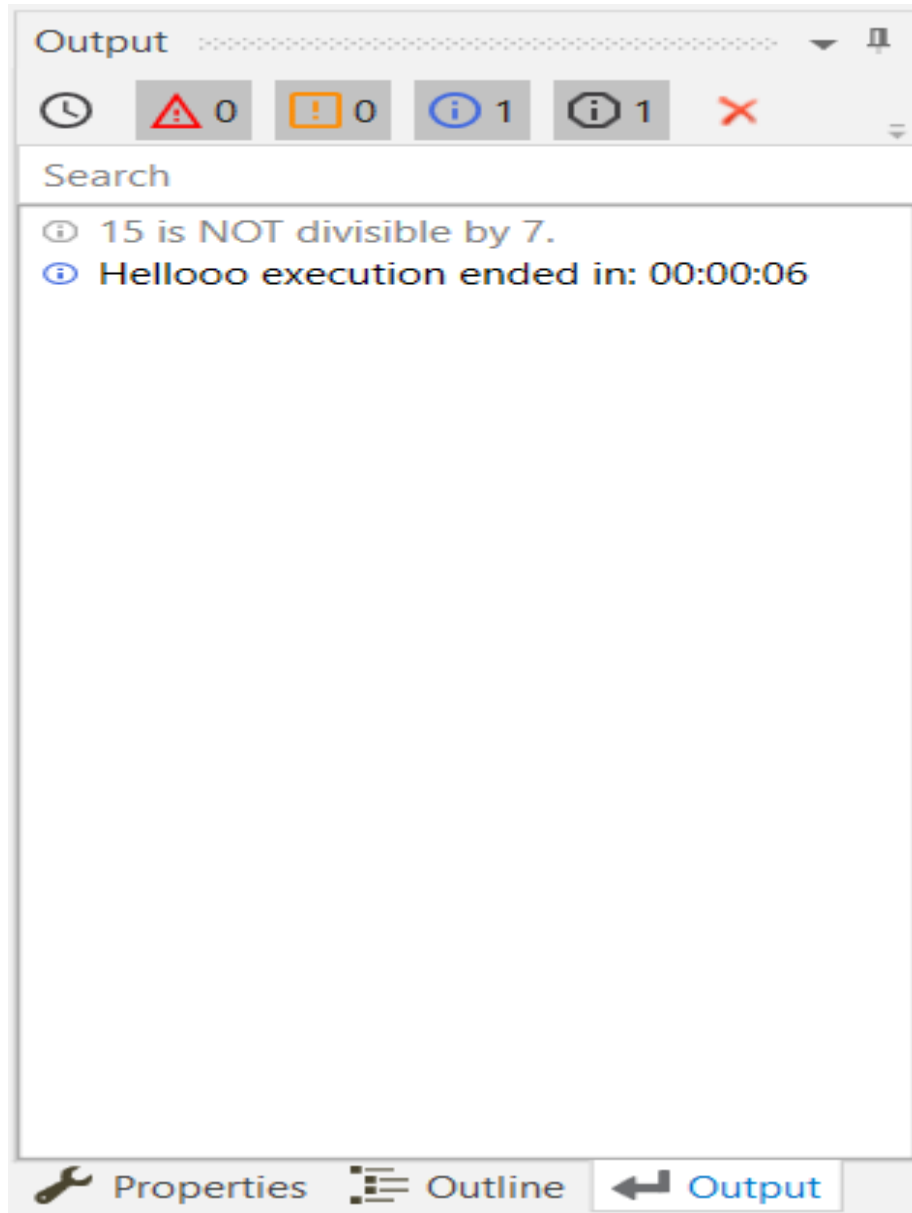 Output
0 0 1 1
Search
15 is NOT divisible by 7.
Hellooo execution ended in: 00:00:06
Properties Outline Output